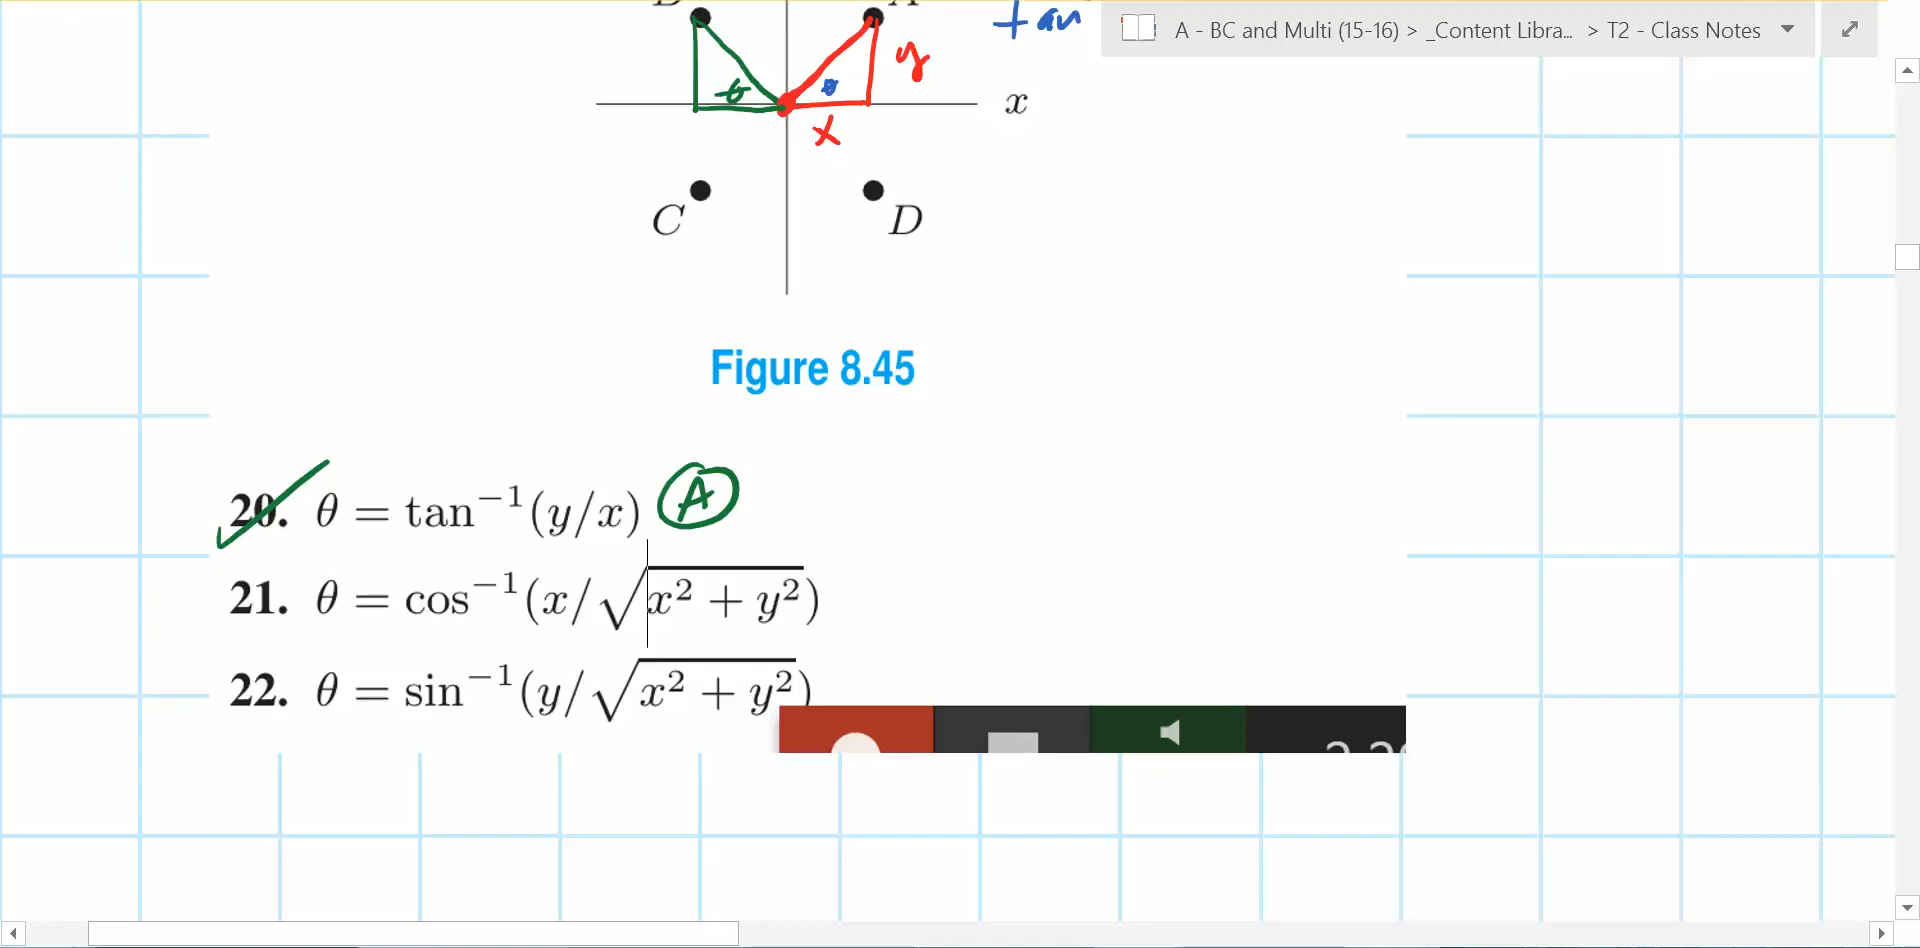 tan
A - BC and Multi (15-16) > _Content Libra... > T2 - Class Notes
y
θ θ
x
x
C
D
Figure 8.45
20. θ = tan⁻¹(y/x) A
21. θ = cos⁻¹(x/√x² + y²)
22. θ = sin⁻¹(y/√x² + y²)